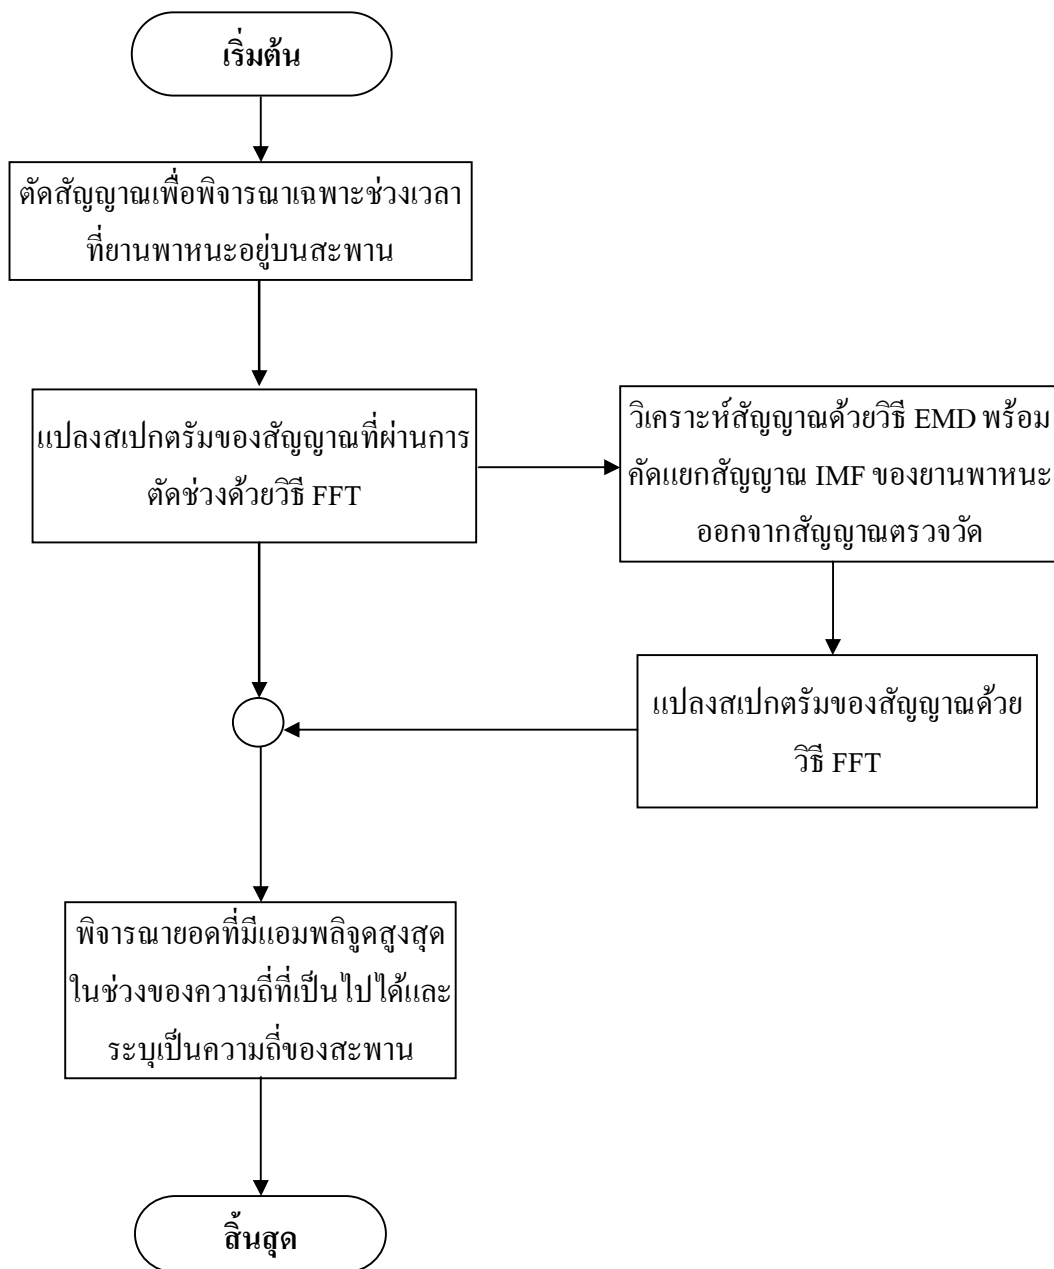 เริ่มต้น
ตัดสัญญาณเพื่อพิจารณาเฉพาะช่วงเวลา
ที่ยานพาหนะอยู่บนสะพาน
แปลงสเปกตรัมของสัญญาณที่ผ่านการ
ตัดช่วงด้วยวิธี FFT
วิเคราะห์สัญญาณด้วยวิธี EMD พร้อม
คัดแยกสัญญาณ IMF ของยานพาหนะ
ออกจากสัญญาณตรวจวัด
แปลงสเปกตรัมของสัญญาณด้วย
วิธี FFT
พิจารณายอดที่มีแอมพลิจูดสูงสุด
ในช่วงของความถี่ที่เป็นไปได้และ
ระบุเป็นความถี่ของสะพาน
สิ้นสุด